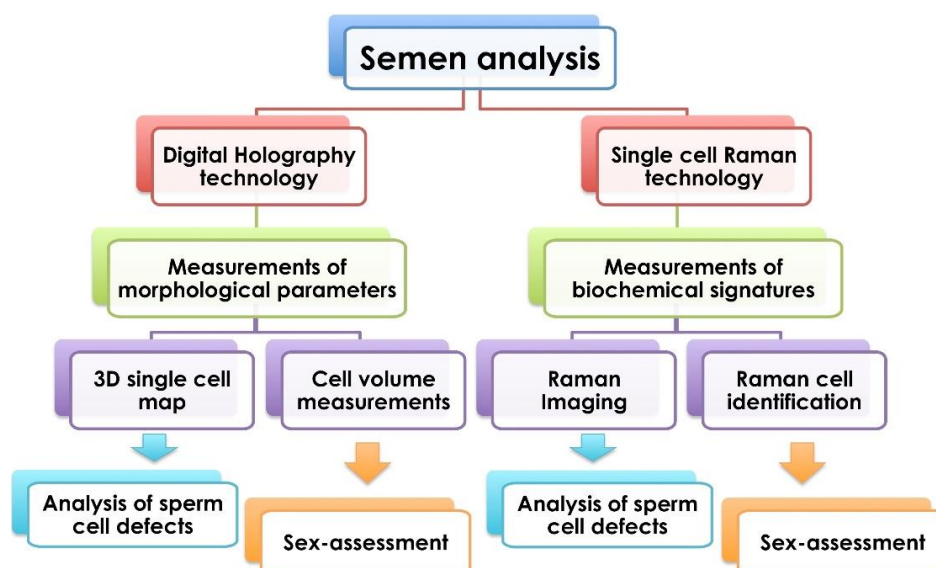 Semen analysis
Digital Holography
technology
Single cell Raman
technology
Measurements of
morphological parameters
Measurements of
biochemical signatures
3D single cell
map
Cell volume
measurements
Raman
Imaging
Raman cell
identification
Analysis of sperm
cell defects
Sex-assessment
Analysis of sperm
cell defects
Sex-assessment